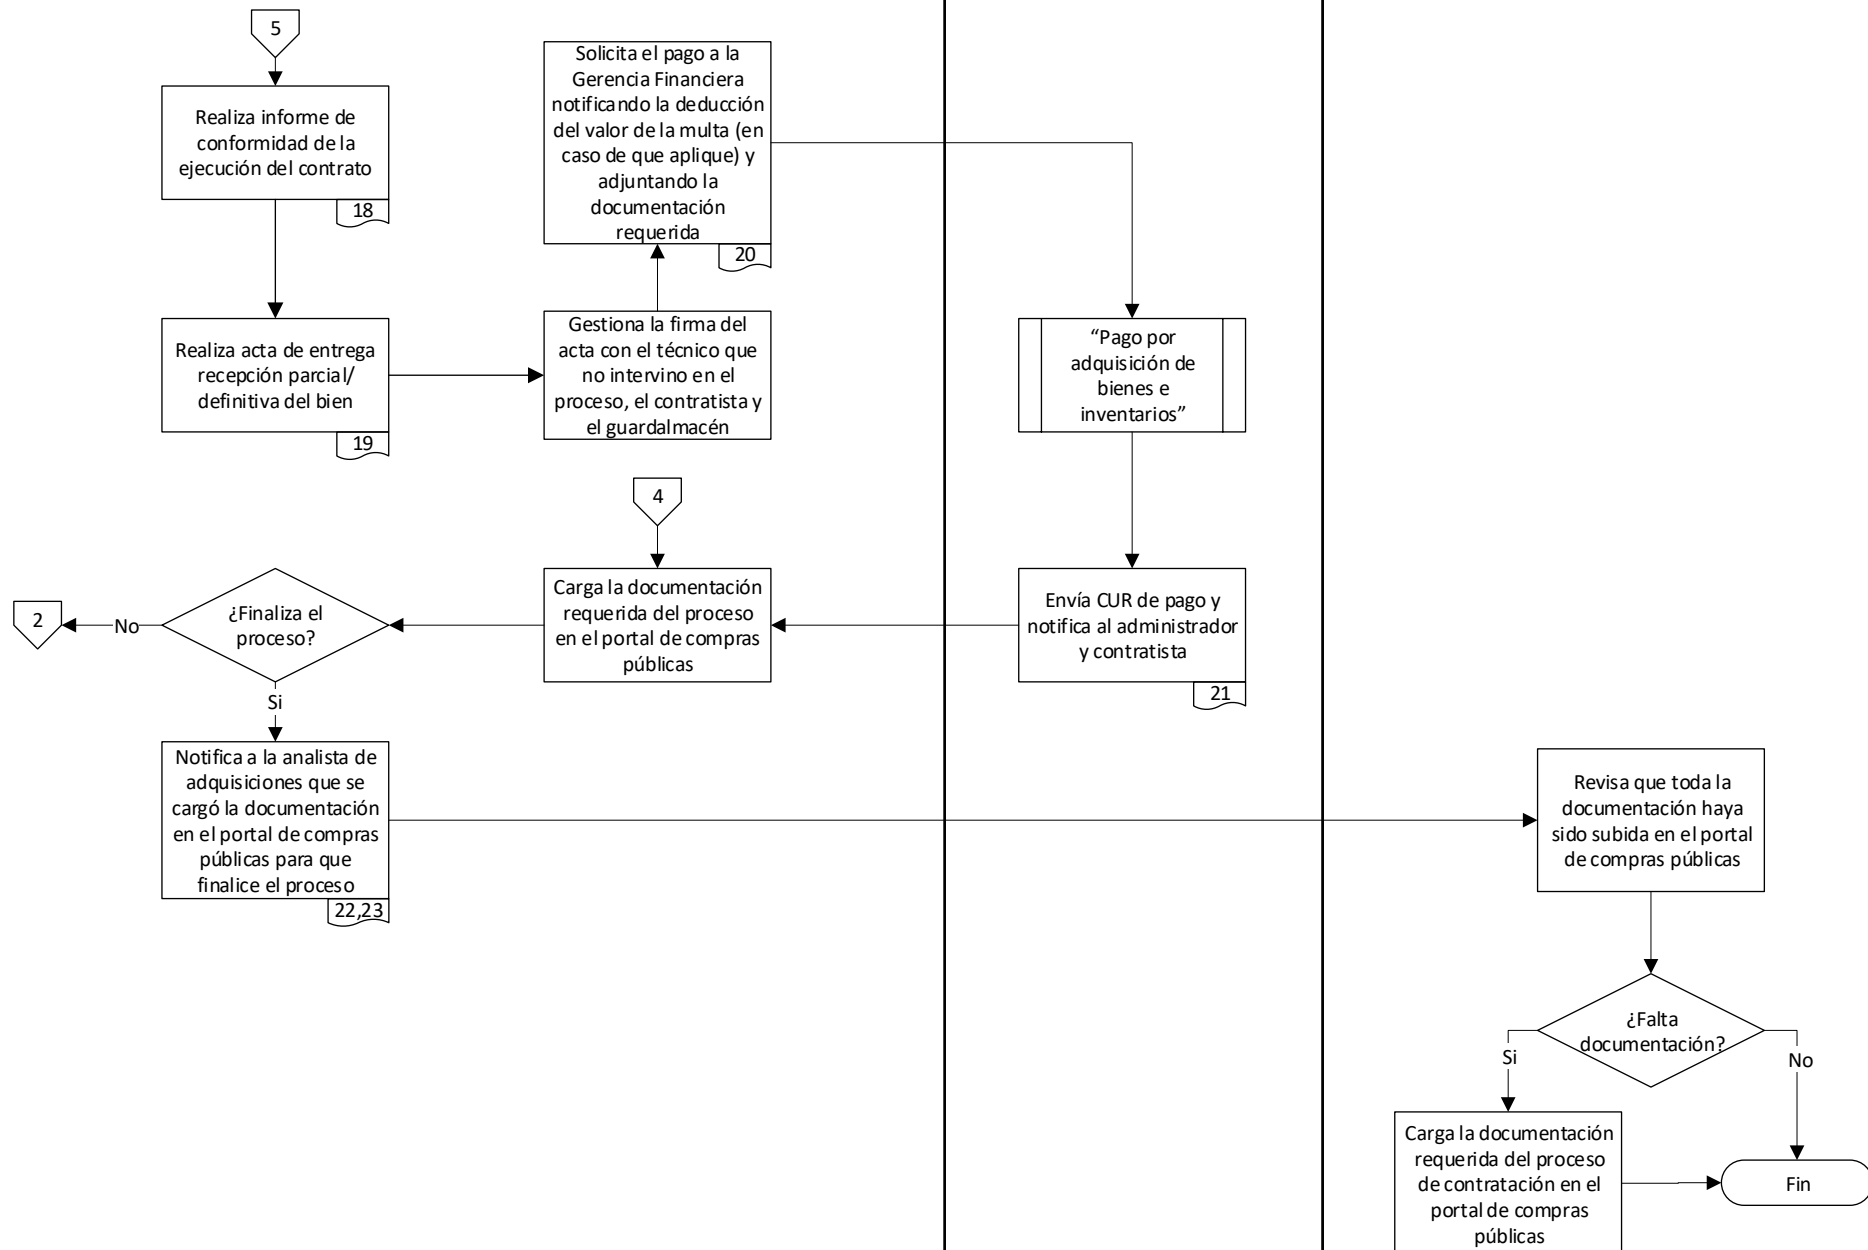 5
Realiza informe de
conformidad de la
ejecución del contrato
18
Realiza acta de entrega
recepción parcial/
definitiva del bien
19
Gestiona la firma del
acta con el técnico que
no intervino en el
proceso, el contratista y
el guardalmacén
Solicita el pago a la
Gerencia Financiera
notificando la deducción
del valor de la multa (en
caso de que aplique) y
adjuntando la
documentación
requerida
20
“Pago por
adquisición de
bienes e
inventarios”
Envía CUR de pago y
notifica al administrador
y contratista
21
4
Carga la documentación
requerida del proceso
en el portal de compras
públicas
¿Finaliza el
proceso?
No
2
Si
Notifica a la analista de
adquisiciones que se
cargó la documentación
en el portal de compras
públicas para que
finalice el proceso
22,23
Revisa que toda la
documentación haya
sido subida en el portal
de compras públicas
¿Falta
documentación?
Si
No
Carga la documentación
requerida del proceso
de contratación en el
portal de compras
públicas
Fin